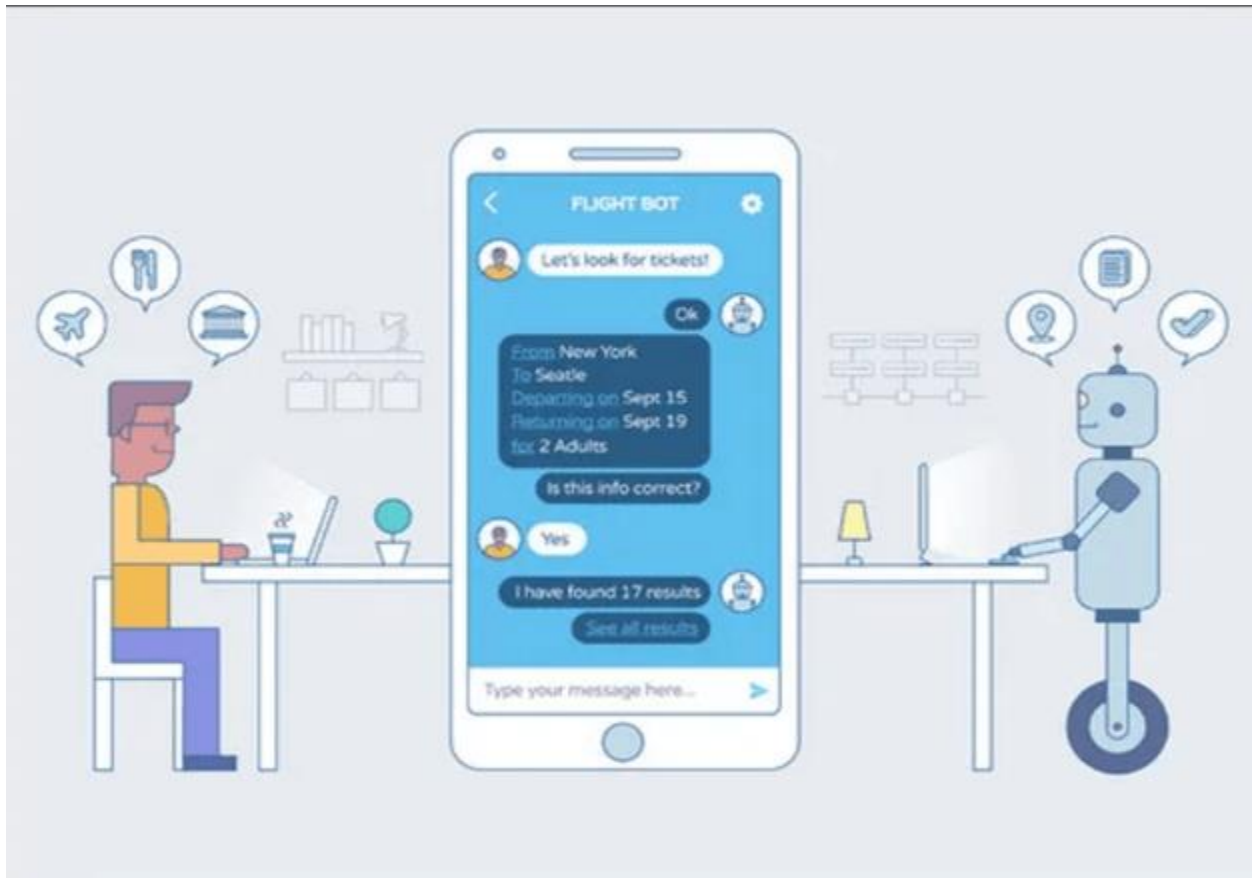 FLIGHT BOT
Let's look for tickets!
Ok
From New York
To Seatle
Departing on Sept 15
Returning on Sept 19
for 2 Adults
Is this info correct?
Yes
I have found 17 results
See all results
Type your message here...